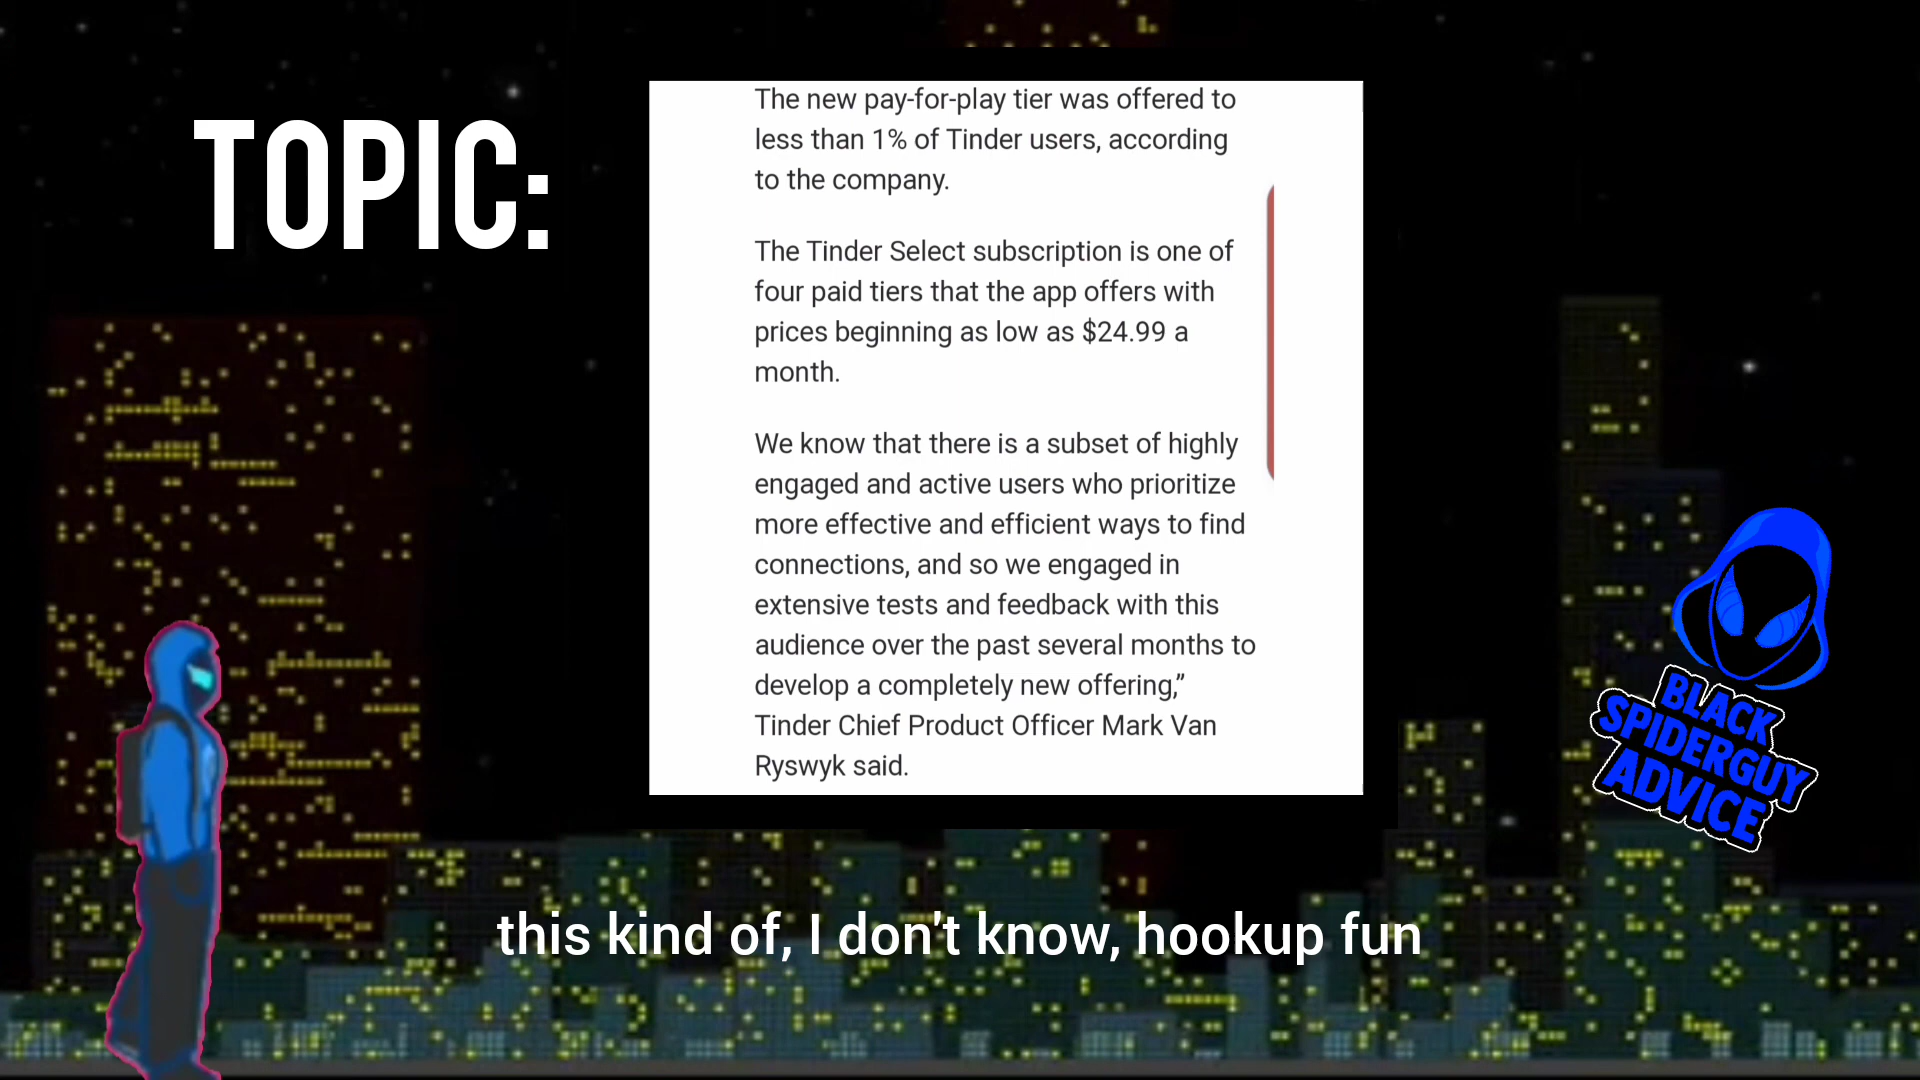 TOPIC:
The new pay-for-play tier was offered to
less than 1% of Tinder users, according
to the company.
The Tinder Select subscription is one of
four paid tiers that the app offers with
prices beginning as low as $24.99 a
month.
We know that there is a subset of highly
engaged and active users who prioritize
more effective and efficient ways to find
connections, and so we engaged in
extensive tests and feedback with this
audience over the past several months to
develop a completely new offering,”
Tinder Chief Product Officer Mark Van
Ryswyk said.
BLACK
SPIDERGUY
ADVICE
this kind of, I don't know, hookup fun